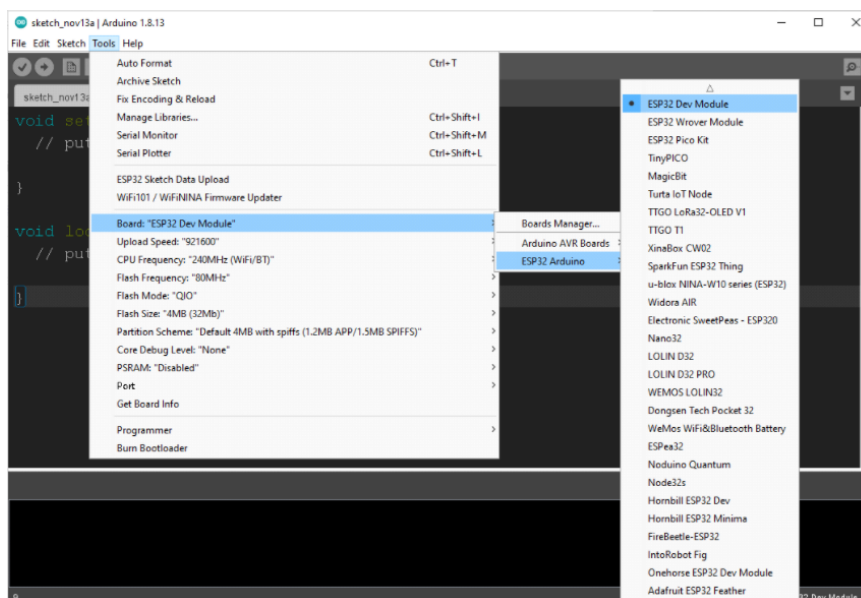 sketch_nov13a | Arduino 1.8.13
File Edit Sketch Tools Help
sketch_nov13a
void set
// put
}
void loo
// put
}
Auto Format Ctrl+T
Archive Sketch
Fix Encoding & Reload
Manage Libraries... Ctrl+Shift+I
Serial Monitor Ctrl+Shift+M
Serial Plotter Ctrl+Shift+L
ESP32 Sketch Data Upload
WiFi101 / WiFiNINA Firmware Updater
Board: "ESP32 Dev Module"
Upload Speed: "921600"
CPU Frequency: "240MHz (WiFi/BT)"
Flash Frequency: "80MHz"
Flash Mode: "QIO"
Flash Size: "4MB (32Mb)"
Partition Scheme: "Default 4MB with spiffs (1.2MB APP/1.5MB SPIFFS)"
Core Debug Level: "None"
PSRAM: "Disabled"
Port
Get Board Info
Programmer
Burn Bootloader
Boards Manager...
Arduino AVR Boards
ESP32 Arduino
ESP32 Dev Module
ESP32 Wrover Module
ESP32 Pico Kit
TinyPICO
MagicBit
Turta IoT Node
TTGO LoRa32-OLED V1
TTGO T1
XinaBox CW02
SparkFun ESP32 Thing
u-blox NINA-W10 series (ESP32)
Widora AIR
Electronic SweetPeas - ESP320
Nano32
LOLIN D32
LOLIN D32 PRO
WEMOS LOLIN32
Dongsen Tech Pocket 32
WeMos WiFi&Bluetooth Battery
ESPea32
Noduino Quantum
Node32s
Hornbill ESP32 Dev
Hornbill ESP32 Minima
FireBeetle-ESP32
IntoRobot Fig
Onehorse ESP32 Dev Module
Adafruit ESP32 Feather
9
32 Dev Module